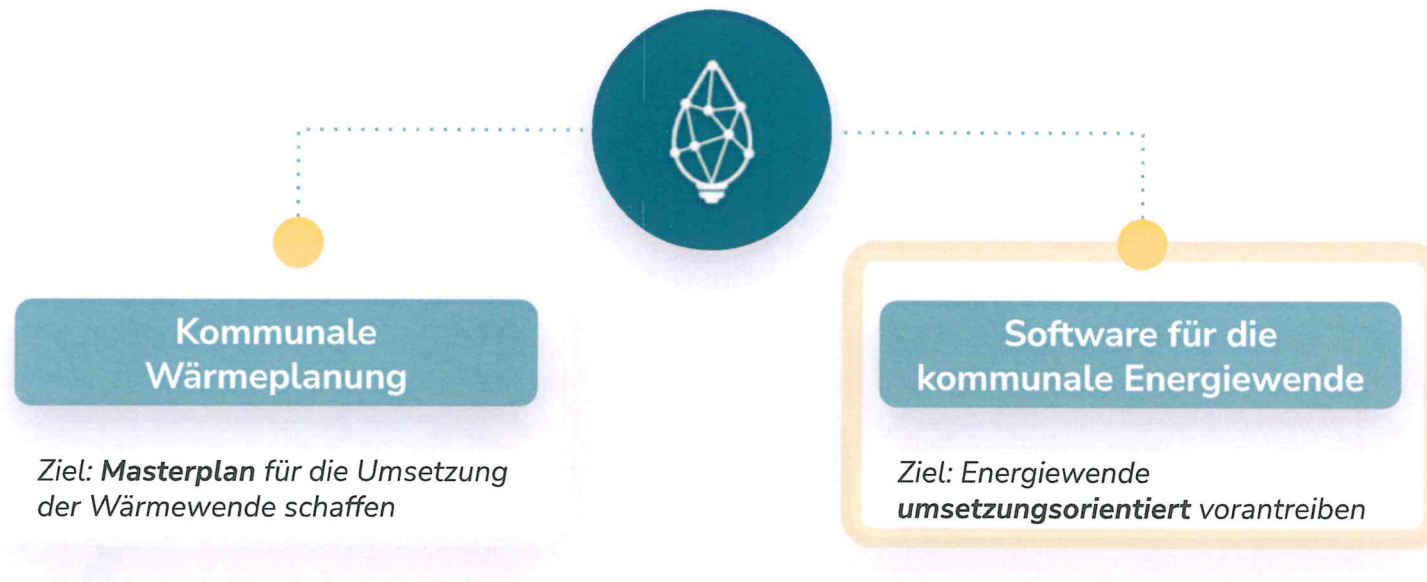 Kommunale
Wärmeplanung
Ziel: Masterplan für die Umsetzung
der Wärmewende schaffen
Software für die
kommunale Energiewende
Ziel: Energiewende
umsetzungsorientiert vorantreiben